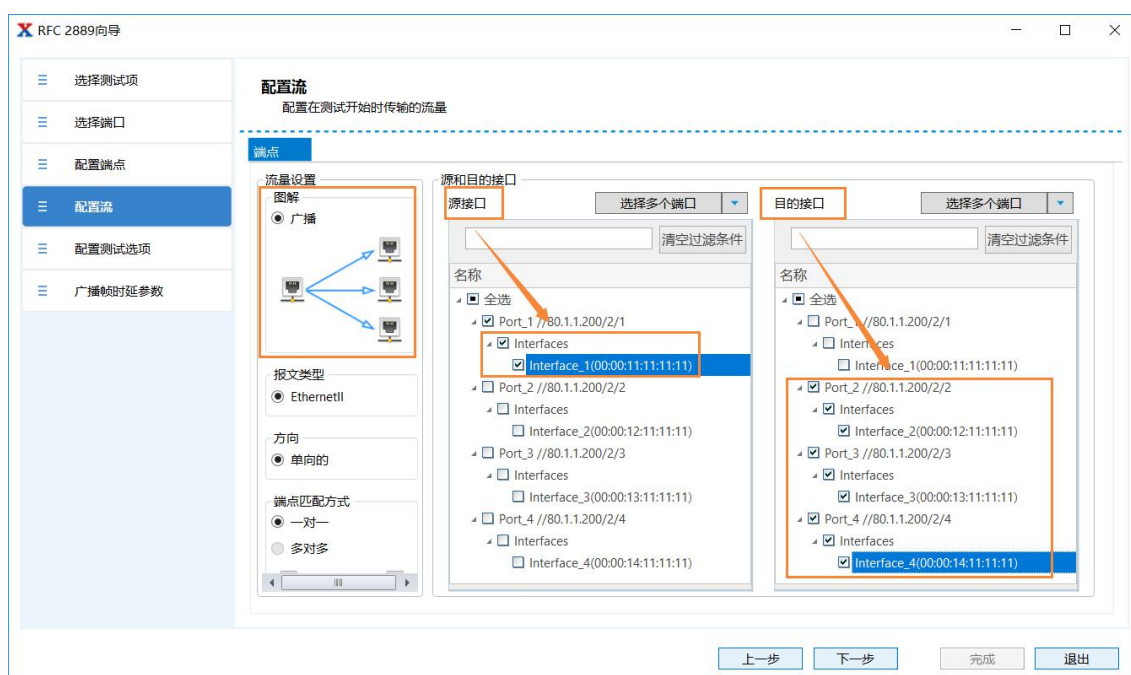 RFC 2889向导
选择测试项
选择端口
配置端点
配置流
配置测试选项
广播帧时延参数
配置流
配置在测试开始时传输的流量
端点
流量设置
图解
广播
报文类型
EthernetII
方向
单向的
端点匹配方式
一对一
多对多
源和目的接口
源接口
选择多个端口
清空过滤条件
名称
全选
Port_1 //80.1.1.200/2/1
Interfaces
Interface_1(00:00:11:11:11:11)
Port_2 //80.1.1.200/2/2
Interfaces
Interface_2(00:00:12:11:11:11)
Port_3 //80.1.1.200/2/3
Interfaces
Interface_3(00:00:13:11:11:11)
Port_4 //80.1.1.200/2/4
Interfaces
Interface_4(00:00:14:11:11:11)
目的接口
选择多个端口
清空过滤条件
名称
全选
Port_1 //80.1.1.200/2/1
Interfaces
Interface_1(00:00:11:11:11:11)
Port_2 //80.1.1.200/2/2
Interfaces
Interface_2(00:00:12:11:11:11)
Port_3 //80.1.1.200/2/3
Interfaces
Interface_3(00:00:13:11:11:11)
Port_4 //80.1.1.200/2/4
Interfaces
Interface_4(00:00:14:11:11:11)
上一步
下一步
完成
退出